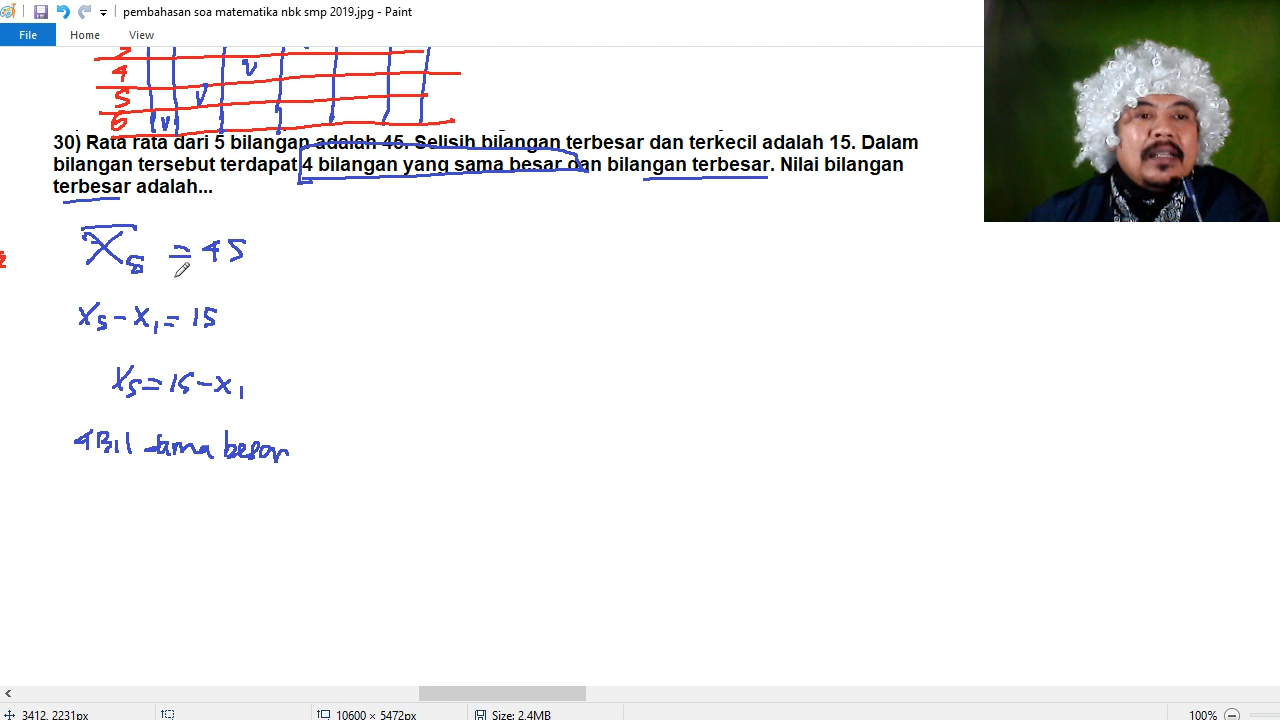 pembahasan soa matematika nbk smp 2019.jpg - Paint
File Home View
4 v
5 v
6 v
30) Rata rata dari 5 bilangan adalah 45. Selisih bilangan terbesar dan terkecil adalah 15. Dalam
bilangan tersebut terdapat 4 bilangan yang sama besar dan bilangan terbesar. Nilai bilangan
terbesar adalah...
X̅5 = 45
X5 - X1 = 15
X5 = 15 - X1
4 Bil sama besar
3412, 2231px 10600 × 5472px Size: 2.4MB 100%